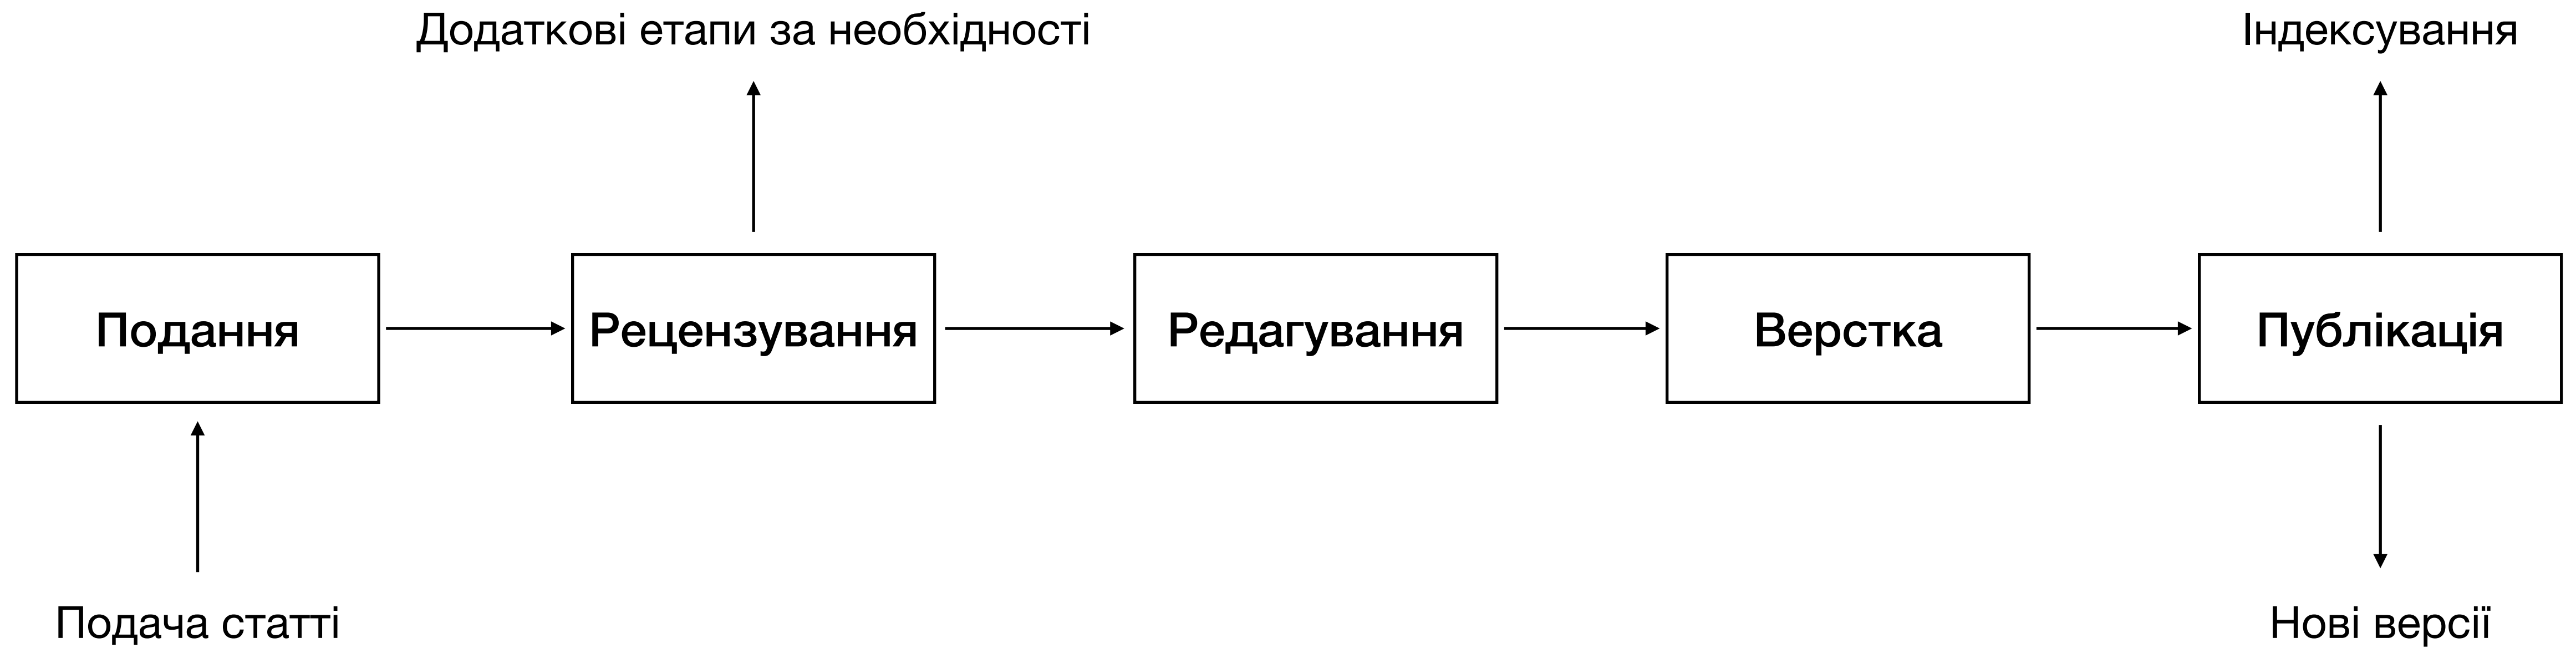 Додаткові етапи за необхідності
Індексування
Подання
Рецензування
Редагування
Верстка
Публікація
Подача статті
Нові версії